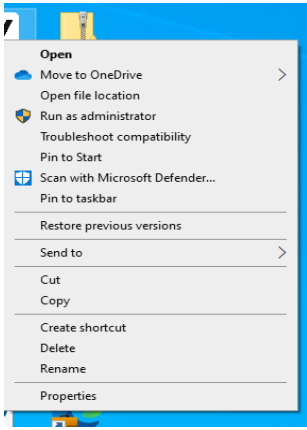 Open
Move to OneDrive
Open file location
Run as administrator
Troubleshoot compatibility
Pin to Start
Scan with Microsoft Defender...
Pin to taskbar
Restore previous versions
Send to
Cut
Copy
Create shortcut
Delete
Rename
Properties